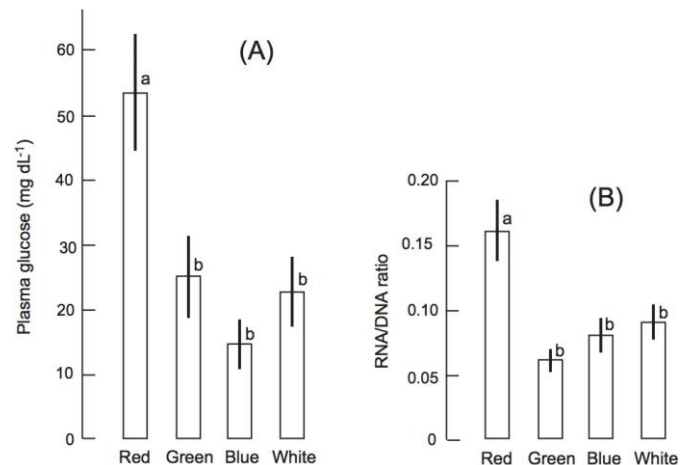 (A)
Plasma glucose (mg dL⁻¹)
60
50
40
30
20
10
0
a
b
b
b
Red Green Blue White
(B)
RNA/DNA ratio
0.20
0.15
0.10
0.05
0
a
b
b
b
Red Green Blue White